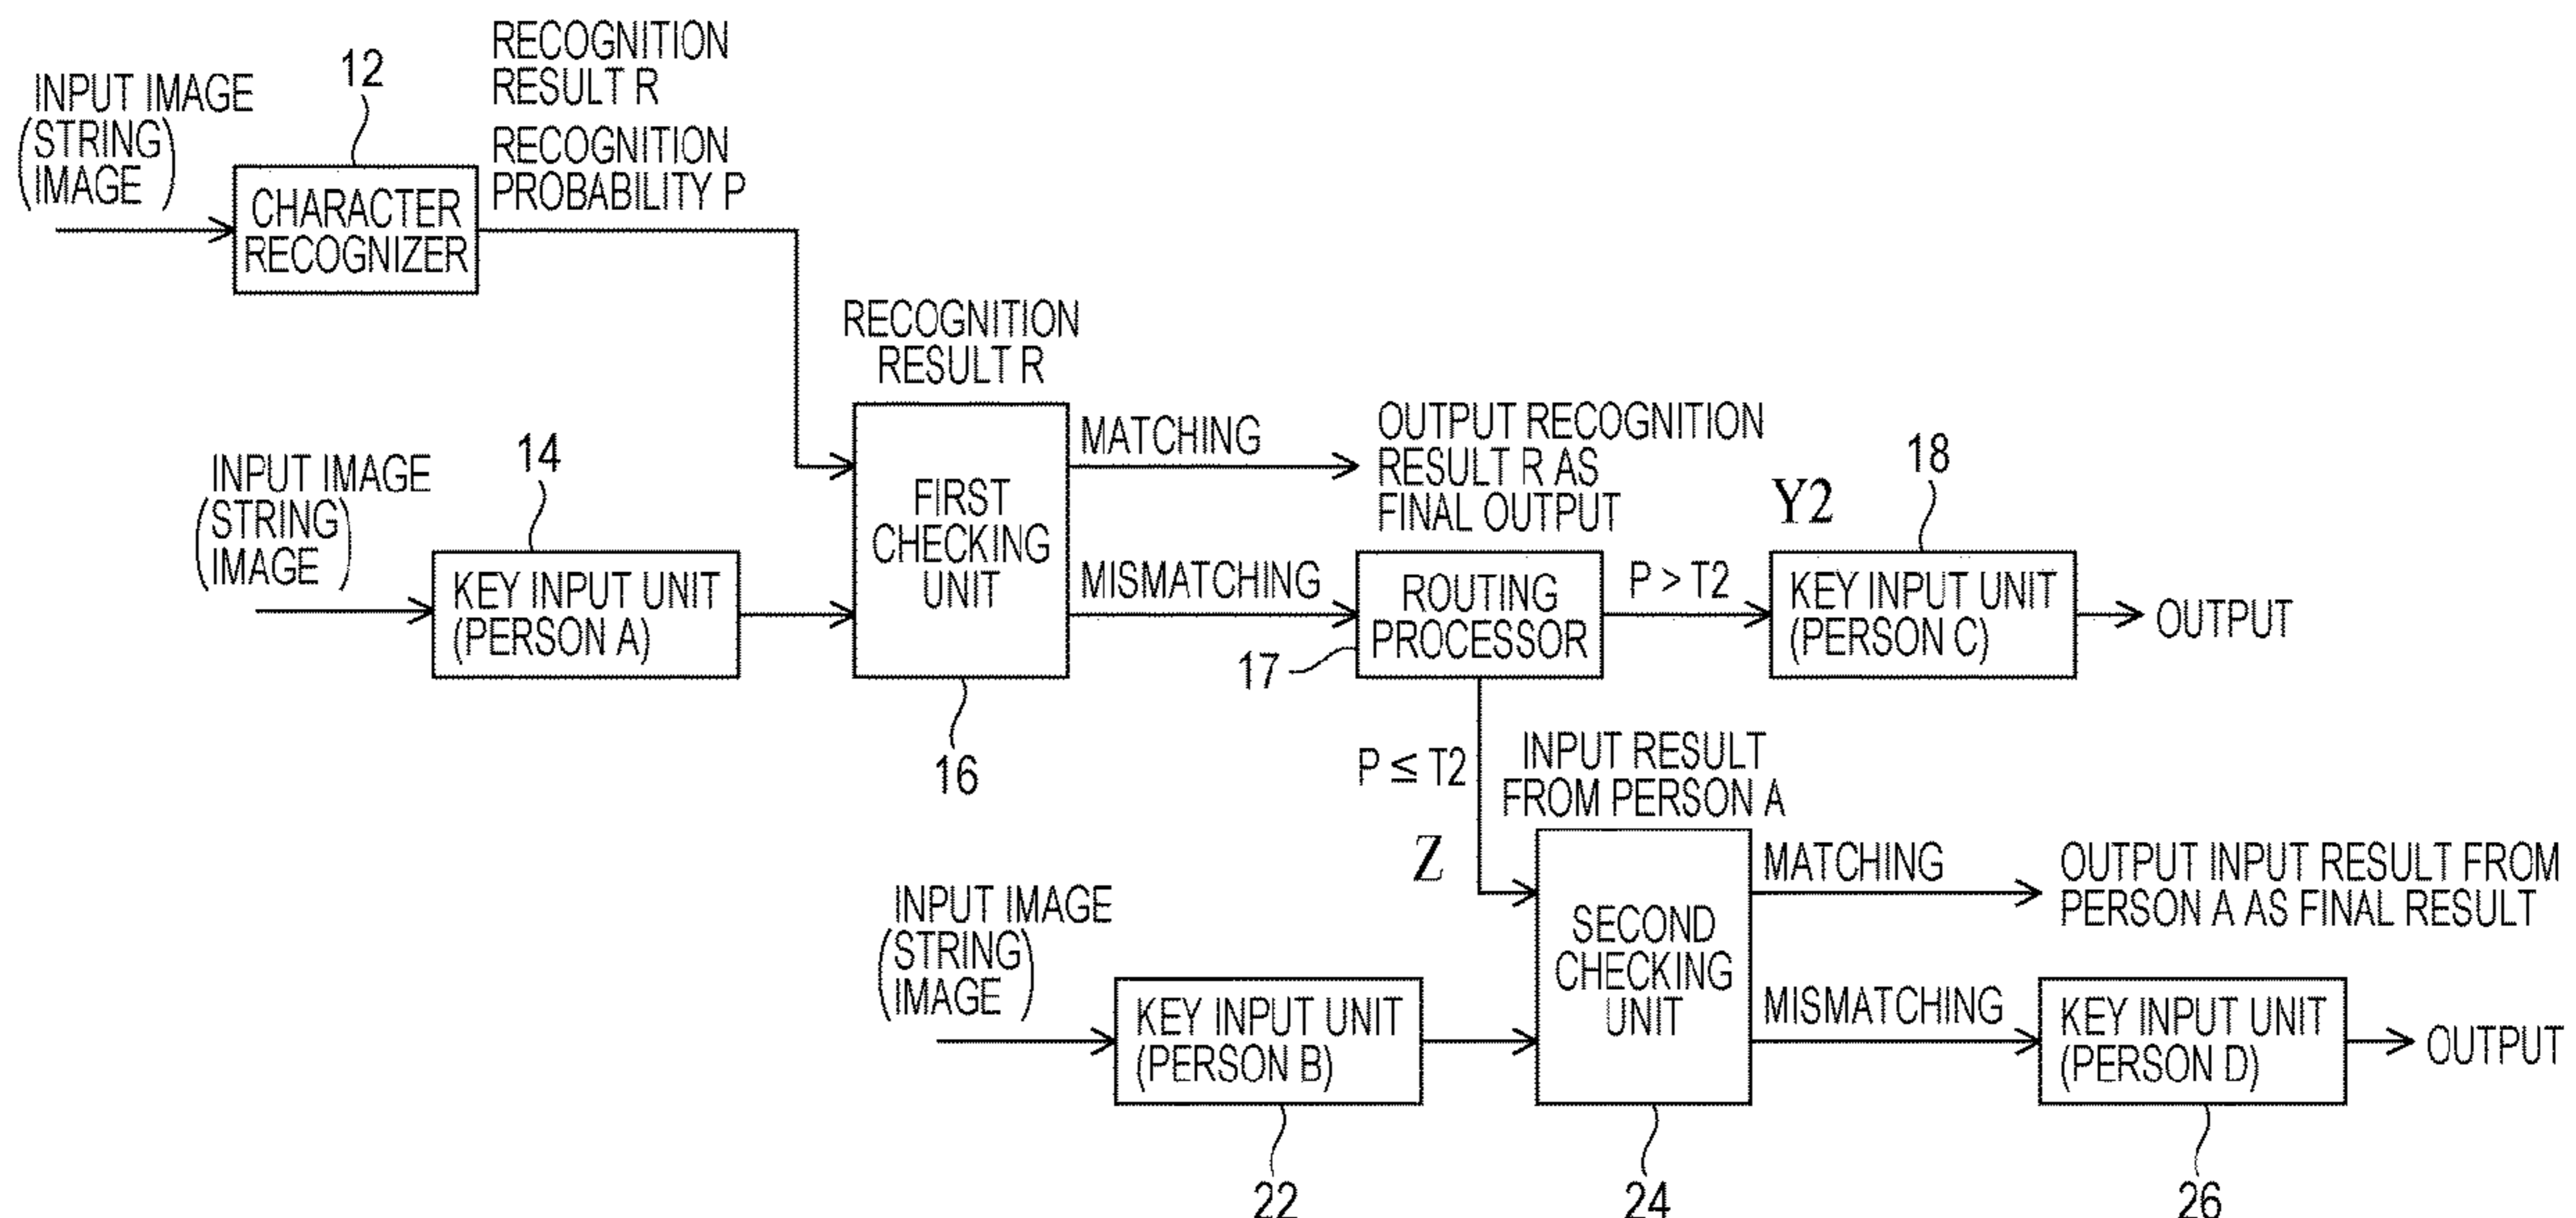 12
RECOGNITION
RESULT R
INPUT IMAGE
(STRING
IMAGE)
RECOGNITION
PROBABILITY P
CHARACTER
RECOGNIZER
RECOGNITION
RESULT R
14
INPUT IMAGE
(STRING
IMAGE)
KEY INPUT UNIT
(PERSON A)
FIRST
CHECKING
UNIT
16
MATCHING
OUTPUT RECOGNITION
RESULT R AS
FINAL OUTPUT
MISMATCHING
ROUTING
PROCESSOR
17
P > T2
Y2
18
KEY INPUT UNIT
(PERSON C)
OUTPUT
P ≤ T2
Z
INPUT RESULT
FROM PERSON A
INPUT IMAGE
(STRING
IMAGE)
KEY INPUT UNIT
(PERSON B)
22
SECOND
CHECKING
UNIT
24
MATCHING
OUTPUT INPUT RESULT FROM
PERSON A AS FINAL RESULT
MISMATCHING
KEY INPUT UNIT
(PERSON D)
26
OUTPUT